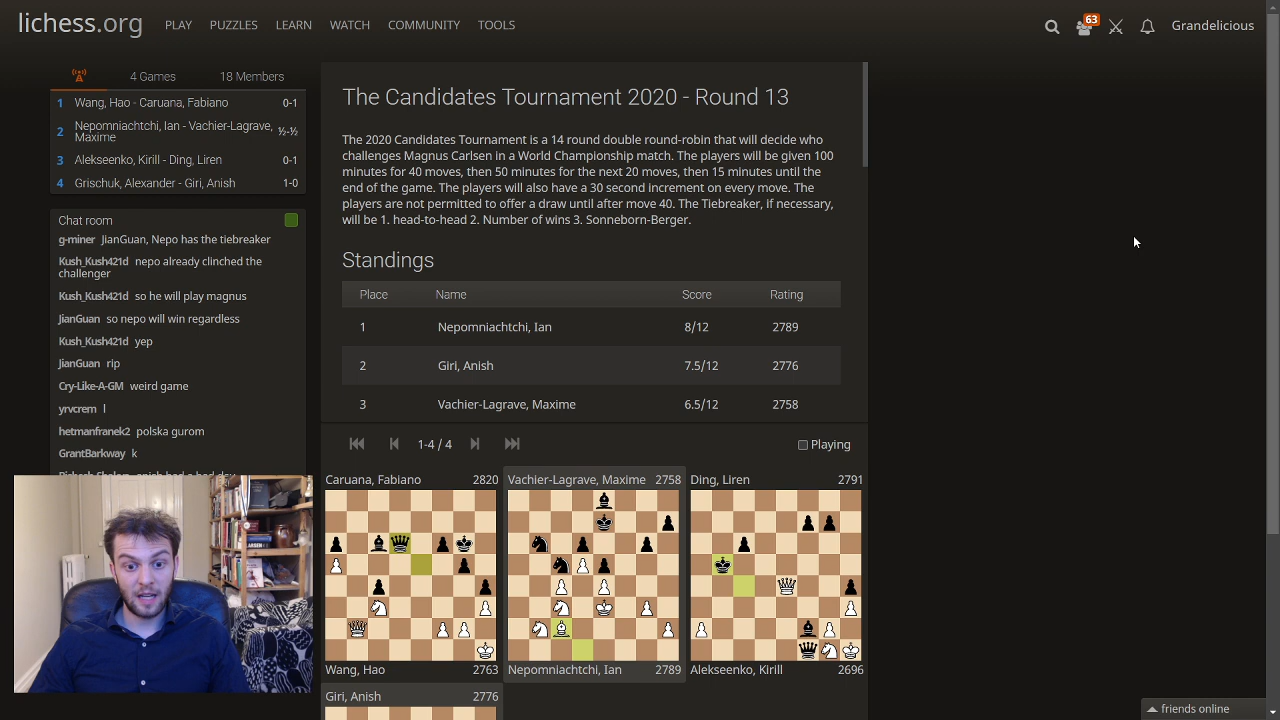 lichess.org
PLAY
PUZZLES
LEARN
WATCH
COMMUNITY
TOOLS
63
Grandelicious
4 Games
18 Members
1 Wang, Hao - Caruana, Fabiano 0-1
2 Nepomniachtchi, Ian - Vachier-Lagrave, Maxime ½-½
3 Alekseenko, Kirill - Ding, Liren 0-1
4 Grischuk, Alexander - Giri, Anish 1-0
Chat room
g-miner JianGuan, Nepo has the tiebreaker
Kush_Kush421d nepo already clinched the
challenger
Kush_Kush421d so he will play magnus
JianGuan so nepo will win regardless
Kush_Kush421d yep
JianGuan rip
Cry-Like-A-GM weird game
yrvcrem l
hetmanfranek2 polska gurom
GrantBarkway k
The Candidates Tournament 2020 - Round 13
The 2020 Candidates Tournament is a 14 round double round-robin that will decide who
challenges Magnus Carlsen in a World Championship match. The players will be given 100
minutes for 40 moves, then 50 minutes for the next 20 moves, then 15 minutes until the
end of the game. The players will also have a 30 second increment on every move. The
players are not permitted to offer a draw until after move 40. The Tiebreaker, if necessary,
will be 1. head-to-head 2. Number of wins 3. Sonneborn-Berger.
Standings
Place Name Score Rating
1 Nepomniachtchi, Ian 8/12 2789
2 Giri, Anish 7.5/12 2776
3 Vachier-Lagrave, Maxime 6.5/12 2758
1-4 / 4
Playing
Caruana, Fabiano 2820
Vachier-Lagrave, Maxime 2758
Ding, Liren 2791
Wang, Hao 2763
Nepomniachtchi, Ian 2789
Alekseenko, Kirill 2696
Giri, Anish 2776
friends online